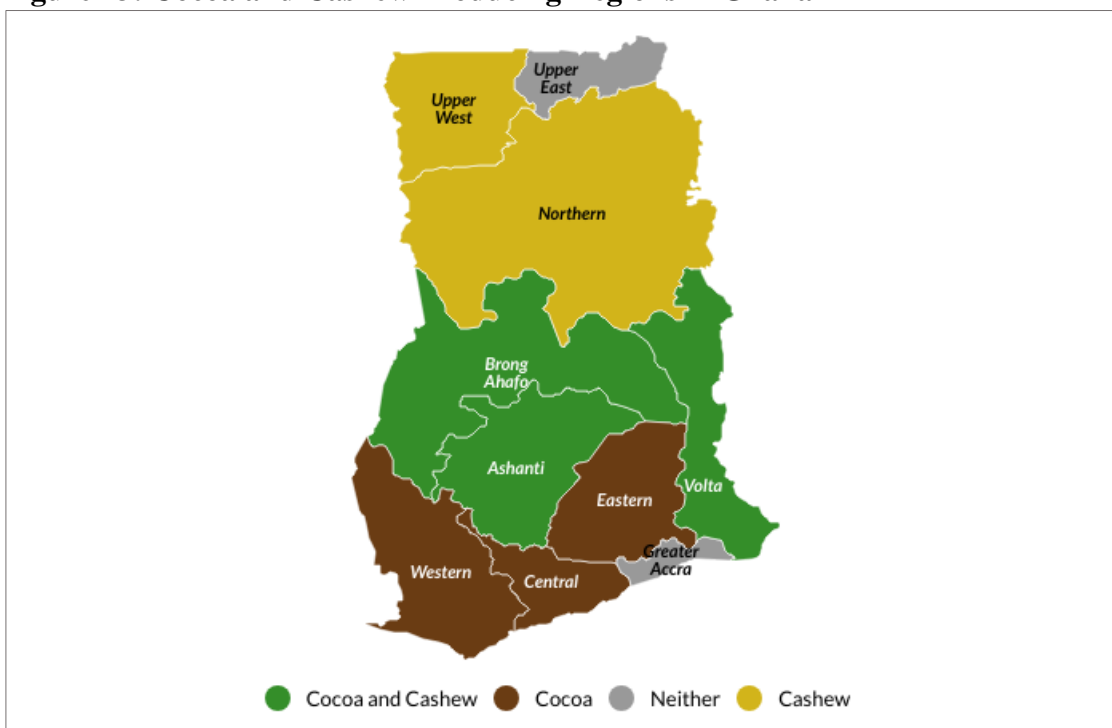 Upper
East
Upper
West
Northern
Brong
Ahafo
Ashanti
Eastern
Volta
Greater
Accra
Western
Central
Cocoa and Cashew Cocoa Neither Cashew